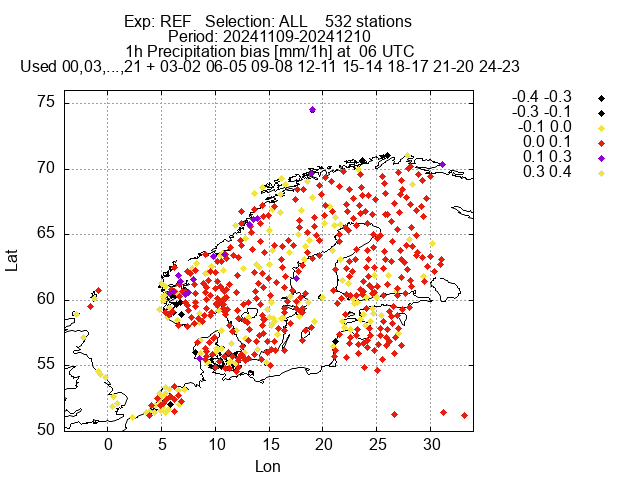 Exp: REF Selection: ALL 532 stations
Period: 20241109-20241210
1h Precipitation bias [mm/1h] at 06 UTC
Used 00,03,...,21 + 03-02 06-05 09-08 12-11 15-14 18-17 21-20 24-23
-0.4 -0.3
-0.3 -0.1
-0.1 0.0
0.0 0.1
0.1 0.3
0.3 0.4
75
70
65
60
55
50
Lat
0 5 10 15 20 25 30
Lon